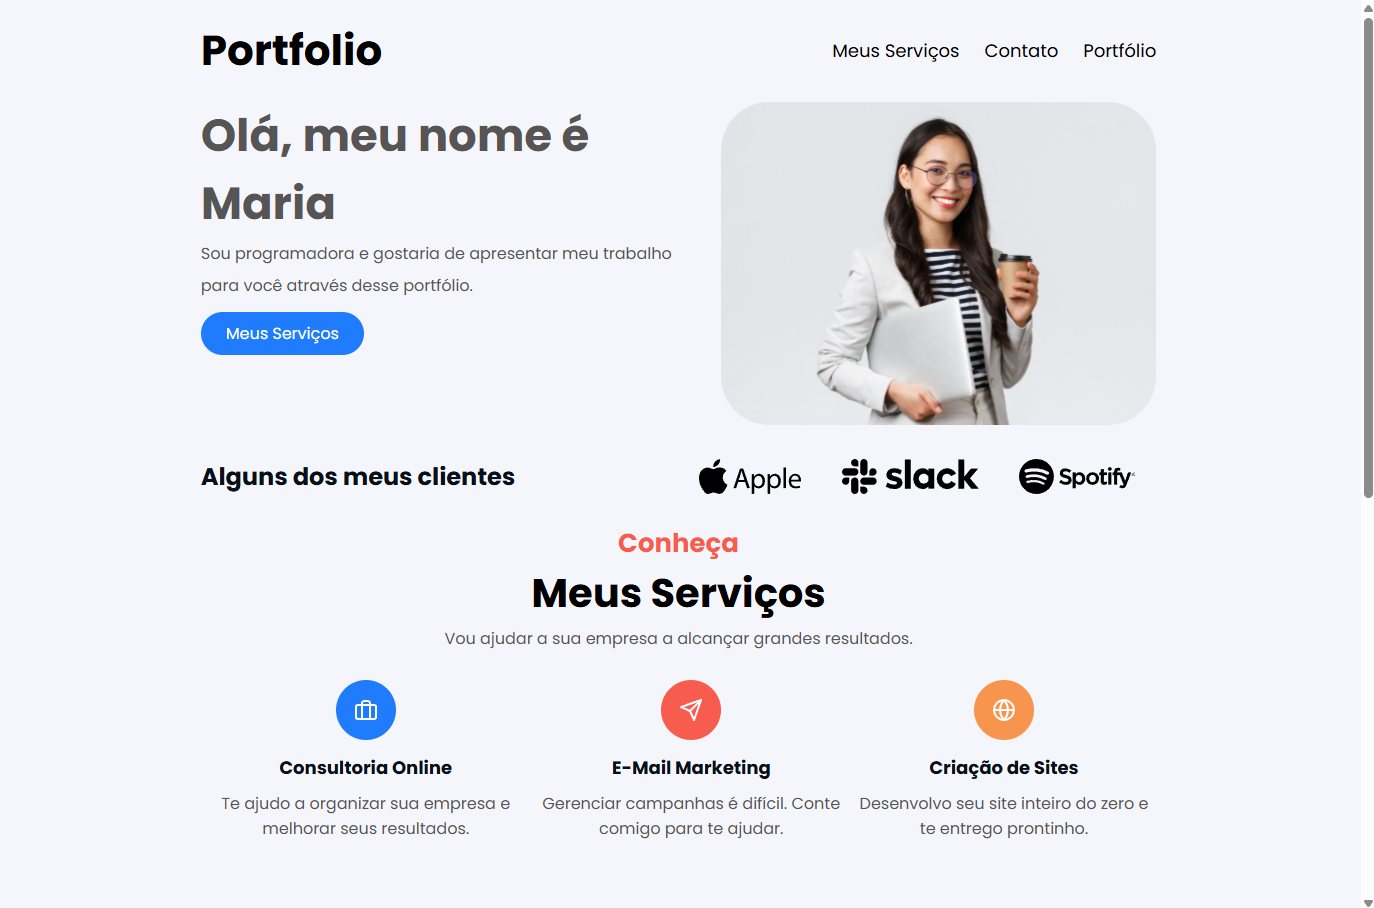 Portfolio
Meus Serviços Contato Portfólio
Olá, meu nome é
Maria
Sou programadora e gostaria de apresentar meu trabalho
para você através desse portfólio.
Meus Serviços
Alguns dos meus clientes
Apple slack Spotify
Conheça
Meus Serviços
Vou ajudar a sua empresa a alcançar grandes resultados.
Consultoria Online
Te ajudo a organizar sua empresa e
melhorar seus resultados.
E-Mail Marketing
Gerenciar campanhas é difícil. Conte
comigo para te ajudar.
Criação de Sites
Desenvolvo seu site inteiro do zero e
te entrego prontinho.